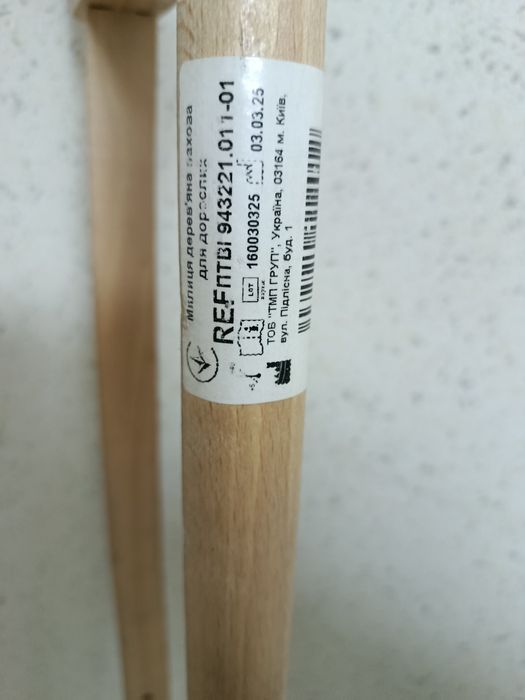 Милиця дерев'яна пахова
для дорослих
REF ПТВІ 943221.011-01
LOT 160030325 03.03.25
ТОВ "ТМП ГРУП", Україна, 03164 м. Київ,
вул. Підлісна, буд. 1